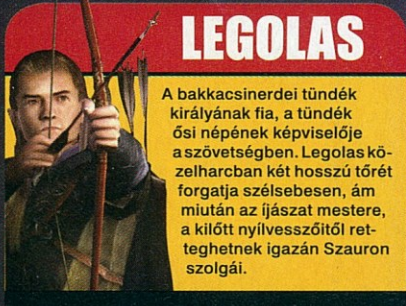 LEGOLAS
A bakkacsinerdei tündék
királyának fia, a tündék
ősi népének képviselője
a szövetségben. Legolas kö-
zelharcban két hosszú tőrét
forgatja szélsebesen, ám
miután az íjászat mestere,
a kilőtt nyílvesszőitől ret-
teghetnek igazán Szauron
szolgái.